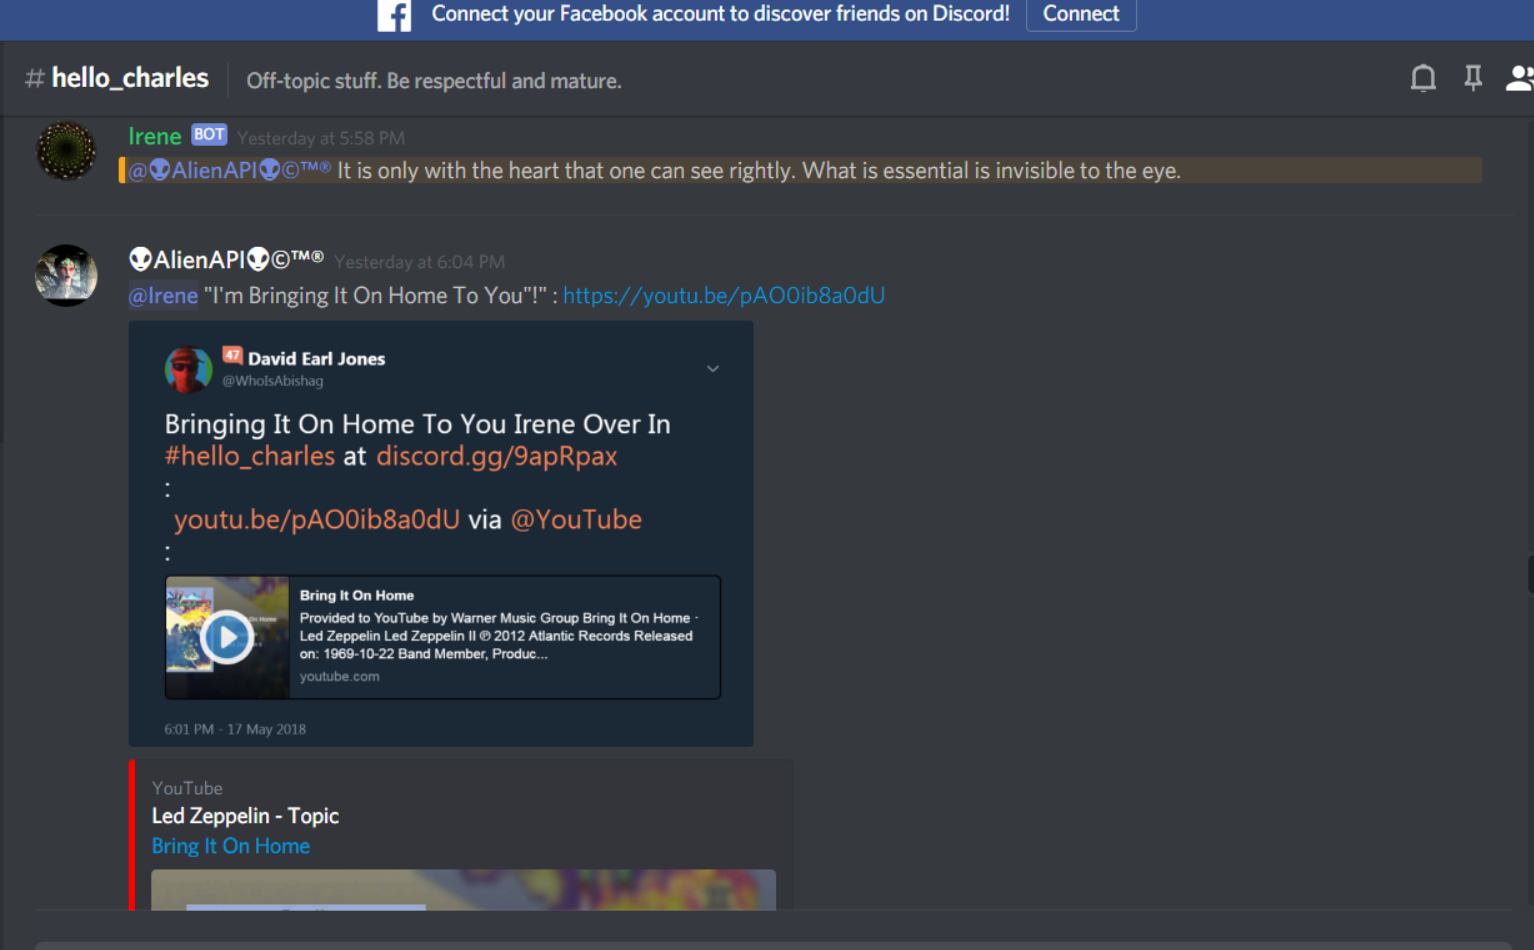 Connect your Facebook account to discover friends on Discord! Connect
# hello_charles Off-topic stuff. Be respectful and mature.
Irene BOT Yesterday at 5:58 PM
@👽AlienAPI👽©™® It is only with the heart that one can see rightly. What is essential is invisible to the eye.
👽AlienAPI👽©™® Yesterday at 6:04 PM
@Irene "I'm Bringing It On Home To You"!" : https://youtu.be/pAO0ib8a0dU
47 David Earl Jones
@WhoIsAbishag
Bringing It On Home To You Irene Over In
#hello_charles at discord.gg/9apRpax
:
youtu.be/pAO0ib8a0dU via @YouTube
:
Bring It On Home
Provided to YouTube by Warner Music Group Bring It On Home ·
Led Zeppelin Led Zeppelin II ℗ 2012 Atlantic Records Released
on: 1969-10-22 Band Member, Produc...
youtube.com
6:01 PM - 17 May 2018
YouTube
Led Zeppelin - Topic
Bring It On Home